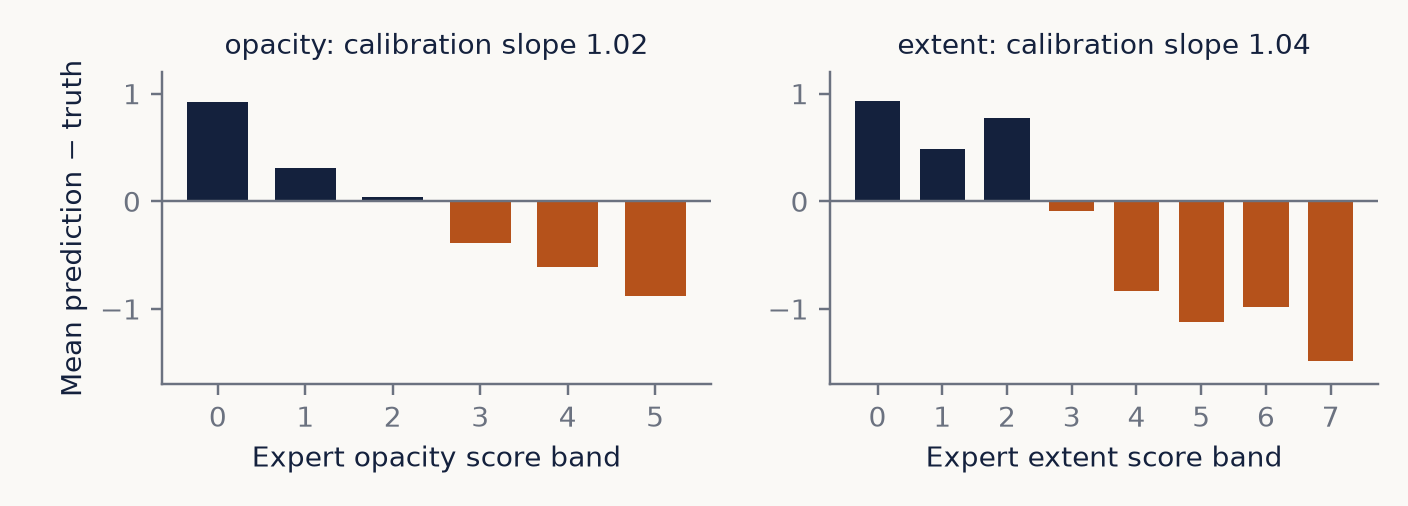 opacity: calibration slope 1.02
Mean prediction − truth
1
0
−1
0 1 2 3 4 5
Expert opacity score band
extent: calibration slope 1.04
1
0
−1
0 1 2 3 4 5 6 7
Expert extent score band